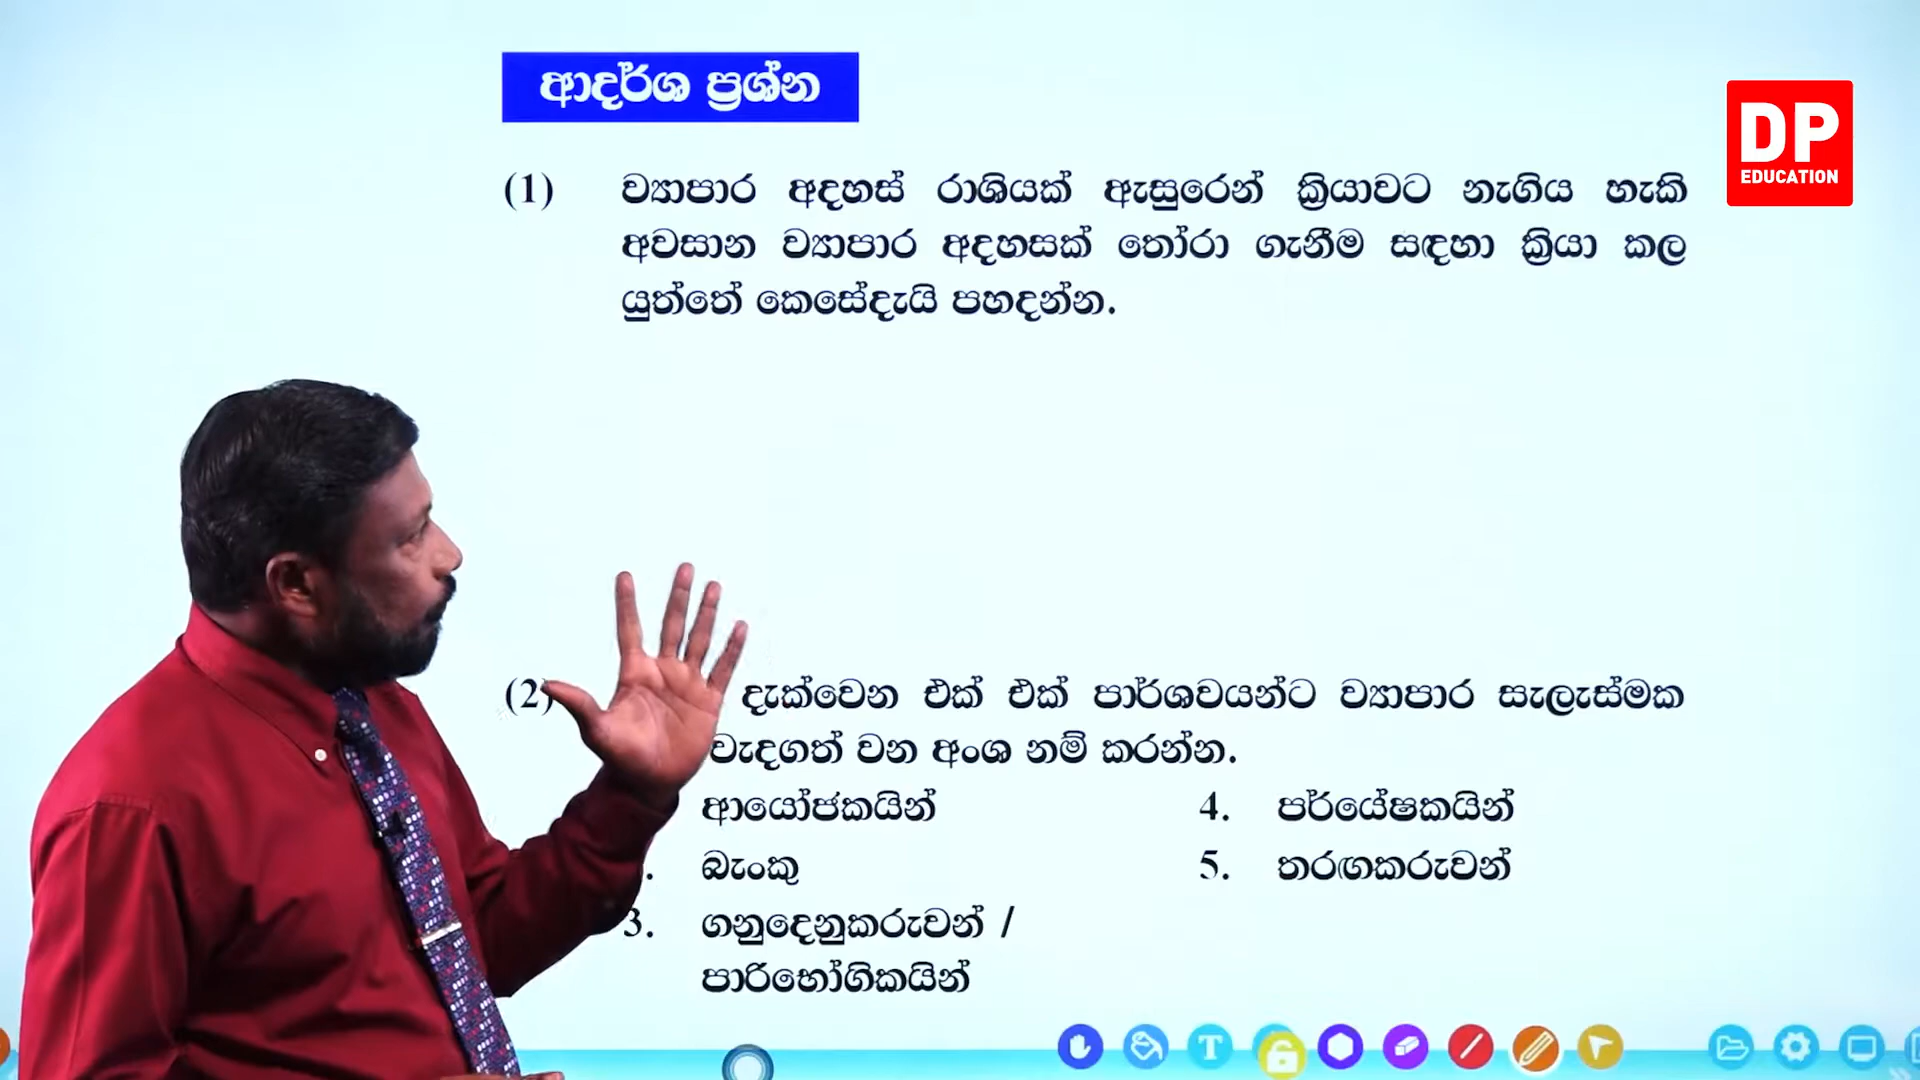 ආදර්ශ ප්‍රශ්න
DP
EDUCATION
(1) ව්‍යාපාර අදහස් රාශියක් ඇසුරෙන් ක්‍රියාවට නැගිය හැකි
අවසාන ව්‍යාපාර අදහසක් තෝරා ගැනීම සඳහා ක්‍රියා කල
යුත්තේ කෙසේදැයි පහදන්න.
(2) දැක්වෙන එක් එක් පාර්ශවයන්ට ව්‍යාපාර සැලැස්මක
වැදගත් වන අංශ නම් කරන්න.
ආයෝජකයින්
බැංකු
3. ගනුදෙනුකරුවන් /
පාරිභෝගිකයින්
4. පර්යේෂකයින්
5. තරඟකරුවන්
T